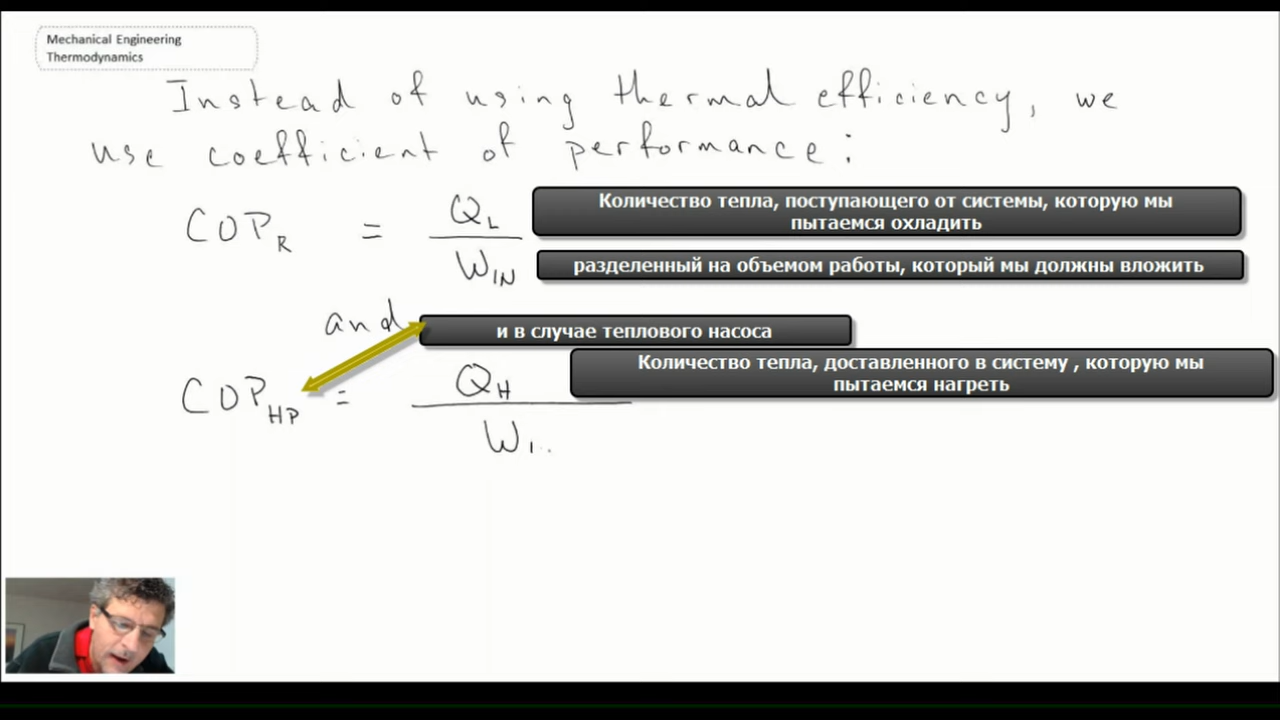 Mechanical Engineering
Thermodynamics
Instead of using thermal efficiency, we
use coefficient of performance:
COP_R = Q_L / W_IN
Количество тепла, поступающего от системы, которую мы
пытаемся охладить
разделенный на объемом работы, который мы должны вложить
and
и в случае теплового насоса
COP_HP = Q_H / W_I
Количество тепла, доставленного в систему , которую мы
пытаемся нагреть